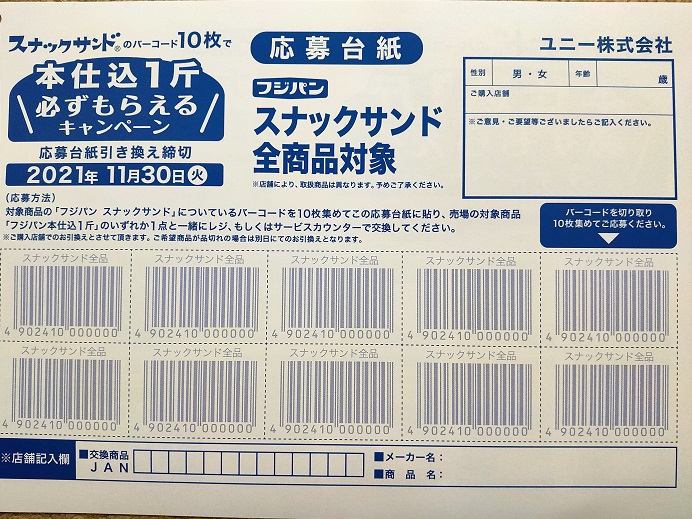 スナックサンド®のバーコード10枚で
本仕込1斤
必ずもらえる
キャンペーン
応募台紙引き換え締切
2021年 11月30日火
応募台紙
フジパン
スナックサンド
全商品対象
※店舗により、取扱商品は異なります。予めご了承ください。
ユニー株式会社
性別 男・女 年齢 歳
ご購入店舗
※ご意見・ご要望等ございましたらご記入ください。
(応募方法)
対象商品の「フジパン スナックサンド」についているバーコードを10枚集めてこの応募台紙に貼り、売場の対象商品
「フジパン本仕込1斤」のいずれか1点と一緒にレジ、もしくはサービスカウンターで交換してください。
※ご購入店舗でのお引換えとさせて頂きます。ご希望商品が品切れの場合は別日にてのお引換えとなります。
バーコードを切り取り
10枚集めてご応募ください。
スナックサンド全品 スナックサンド全品 スナックサンド全品 スナックサンド全品 スナックサンド全品
4 902410 000000 4 902410 000000 4 902410 000000 4 902410 000000 4 902410 000000
スナックサンド全品 スナックサンド全品 スナックサンド全品 スナックサンド全品 スナックサンド全品
4 902410 000000 4 902410 000000 4 902410 000000 4 902410 000000 4 902410 000000
※店舗記入欄
■交換商品
JAN
■メーカー名:
■商品名: